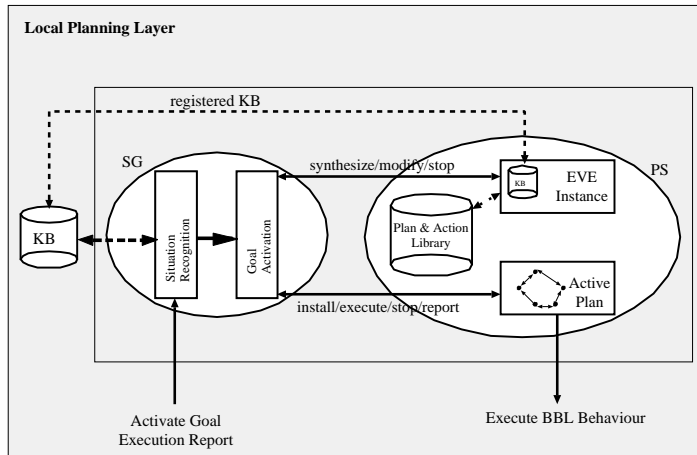 Local Planning Layer
registered KB
SG
synthesize/modify/stop
PS
KB
EVE
Instance
KB
Situation
Recognition
Goal
Activation
Plan & Action
Library
install/execute/stop/report
Active
Plan
Activate Goal
Execution Report
Execute BBL Behaviour